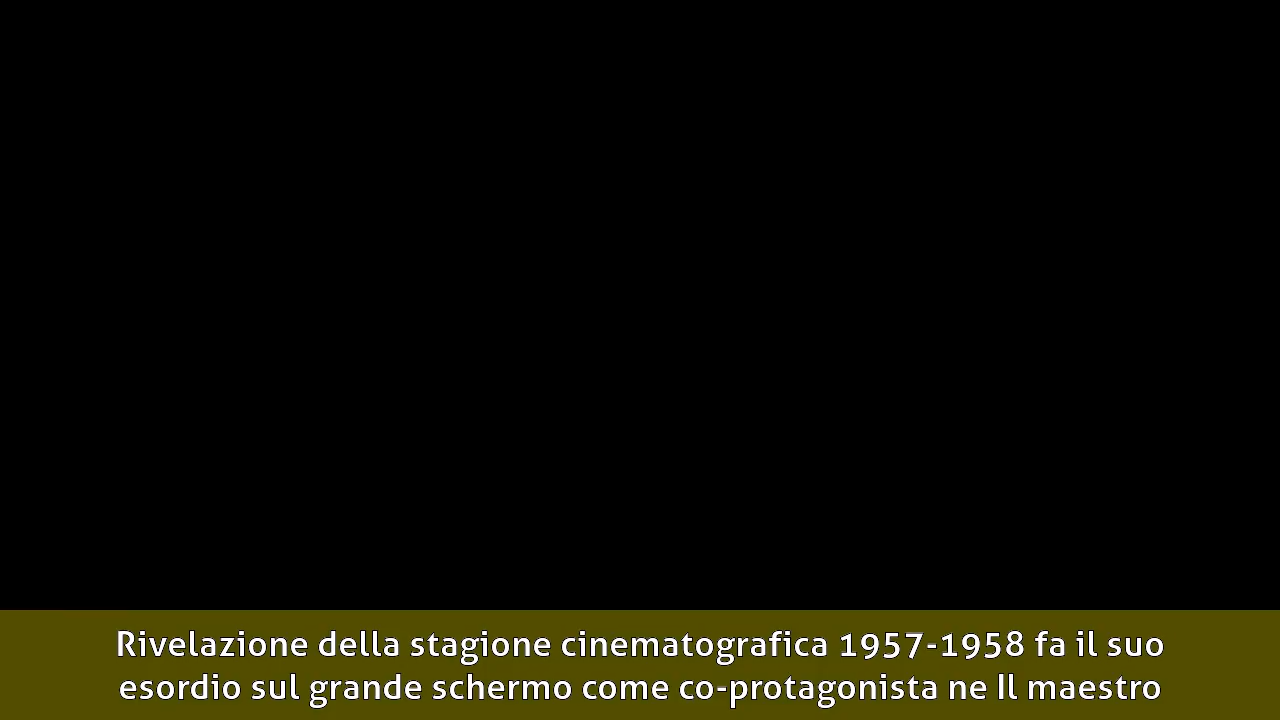 Rivelazione della stagione cinematografica 1957-1958 fa il suo
esordio sul grande schermo come co-protagonista ne Il maestro